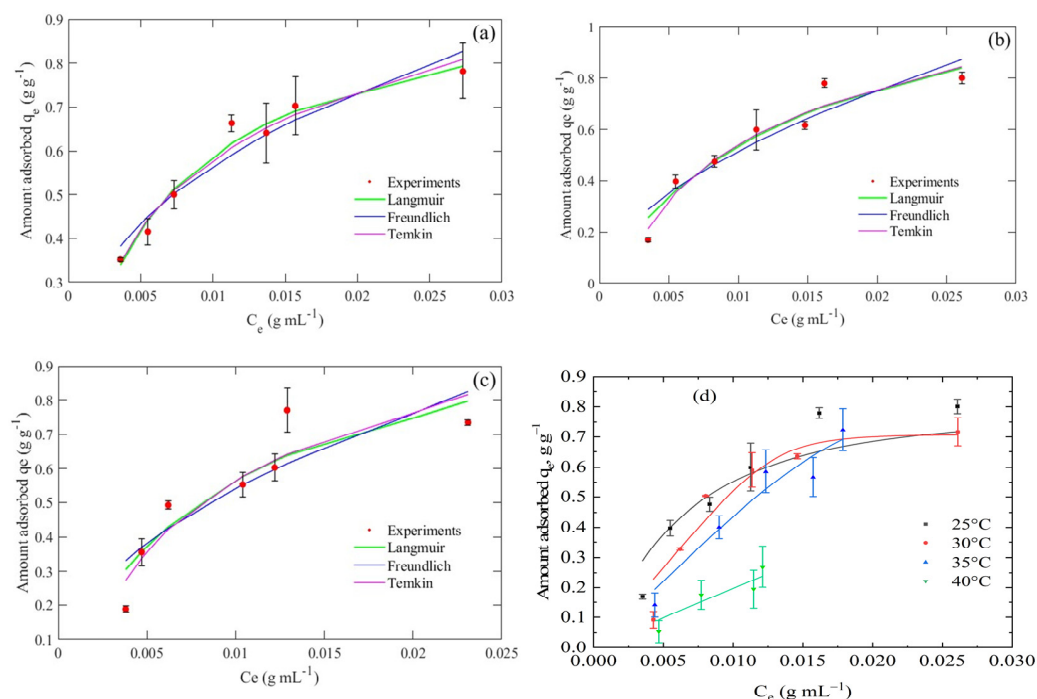 (a)
0.9
0.8
0.7
0.6
0.5
0.4
0.3
Amount adsorbed qe (g g-1)
Experiments
Langmuir
Freundlich
Temkin
0 0.005 0.01 0.015 0.02 0.025 0.03
Ce (g mL-1)
(b)
1
0.8
0.6
0.4
0.2
0
Amount adsorbed qe (g g-1)
Experiments
Langmuir
Freundlich
Temkin
0 0.005 0.01 0.015 0.02 0.025 0.03
Ce (g mL-1)
(c)
0.9
0.8
0.7
0.6
0.5
0.4
0.3
0.2
0.1
Amount adsorbed qe (g g-1)
Experiments
Langmuir
Freundlich
Temkin
0 0.005 0.01 0.015 0.02 0.025
Ce (g mL-1)
(d)
0.9
0.8
0.7
0.6
0.5
0.4
0.3
0.2
0.1
0.0
Amount adsorbed qe, g g-1
25°C
30°C
35°C
40°C
0.000 0.005 0.010 0.015 0.020 0.025 0.030
Ce (g mL−1)